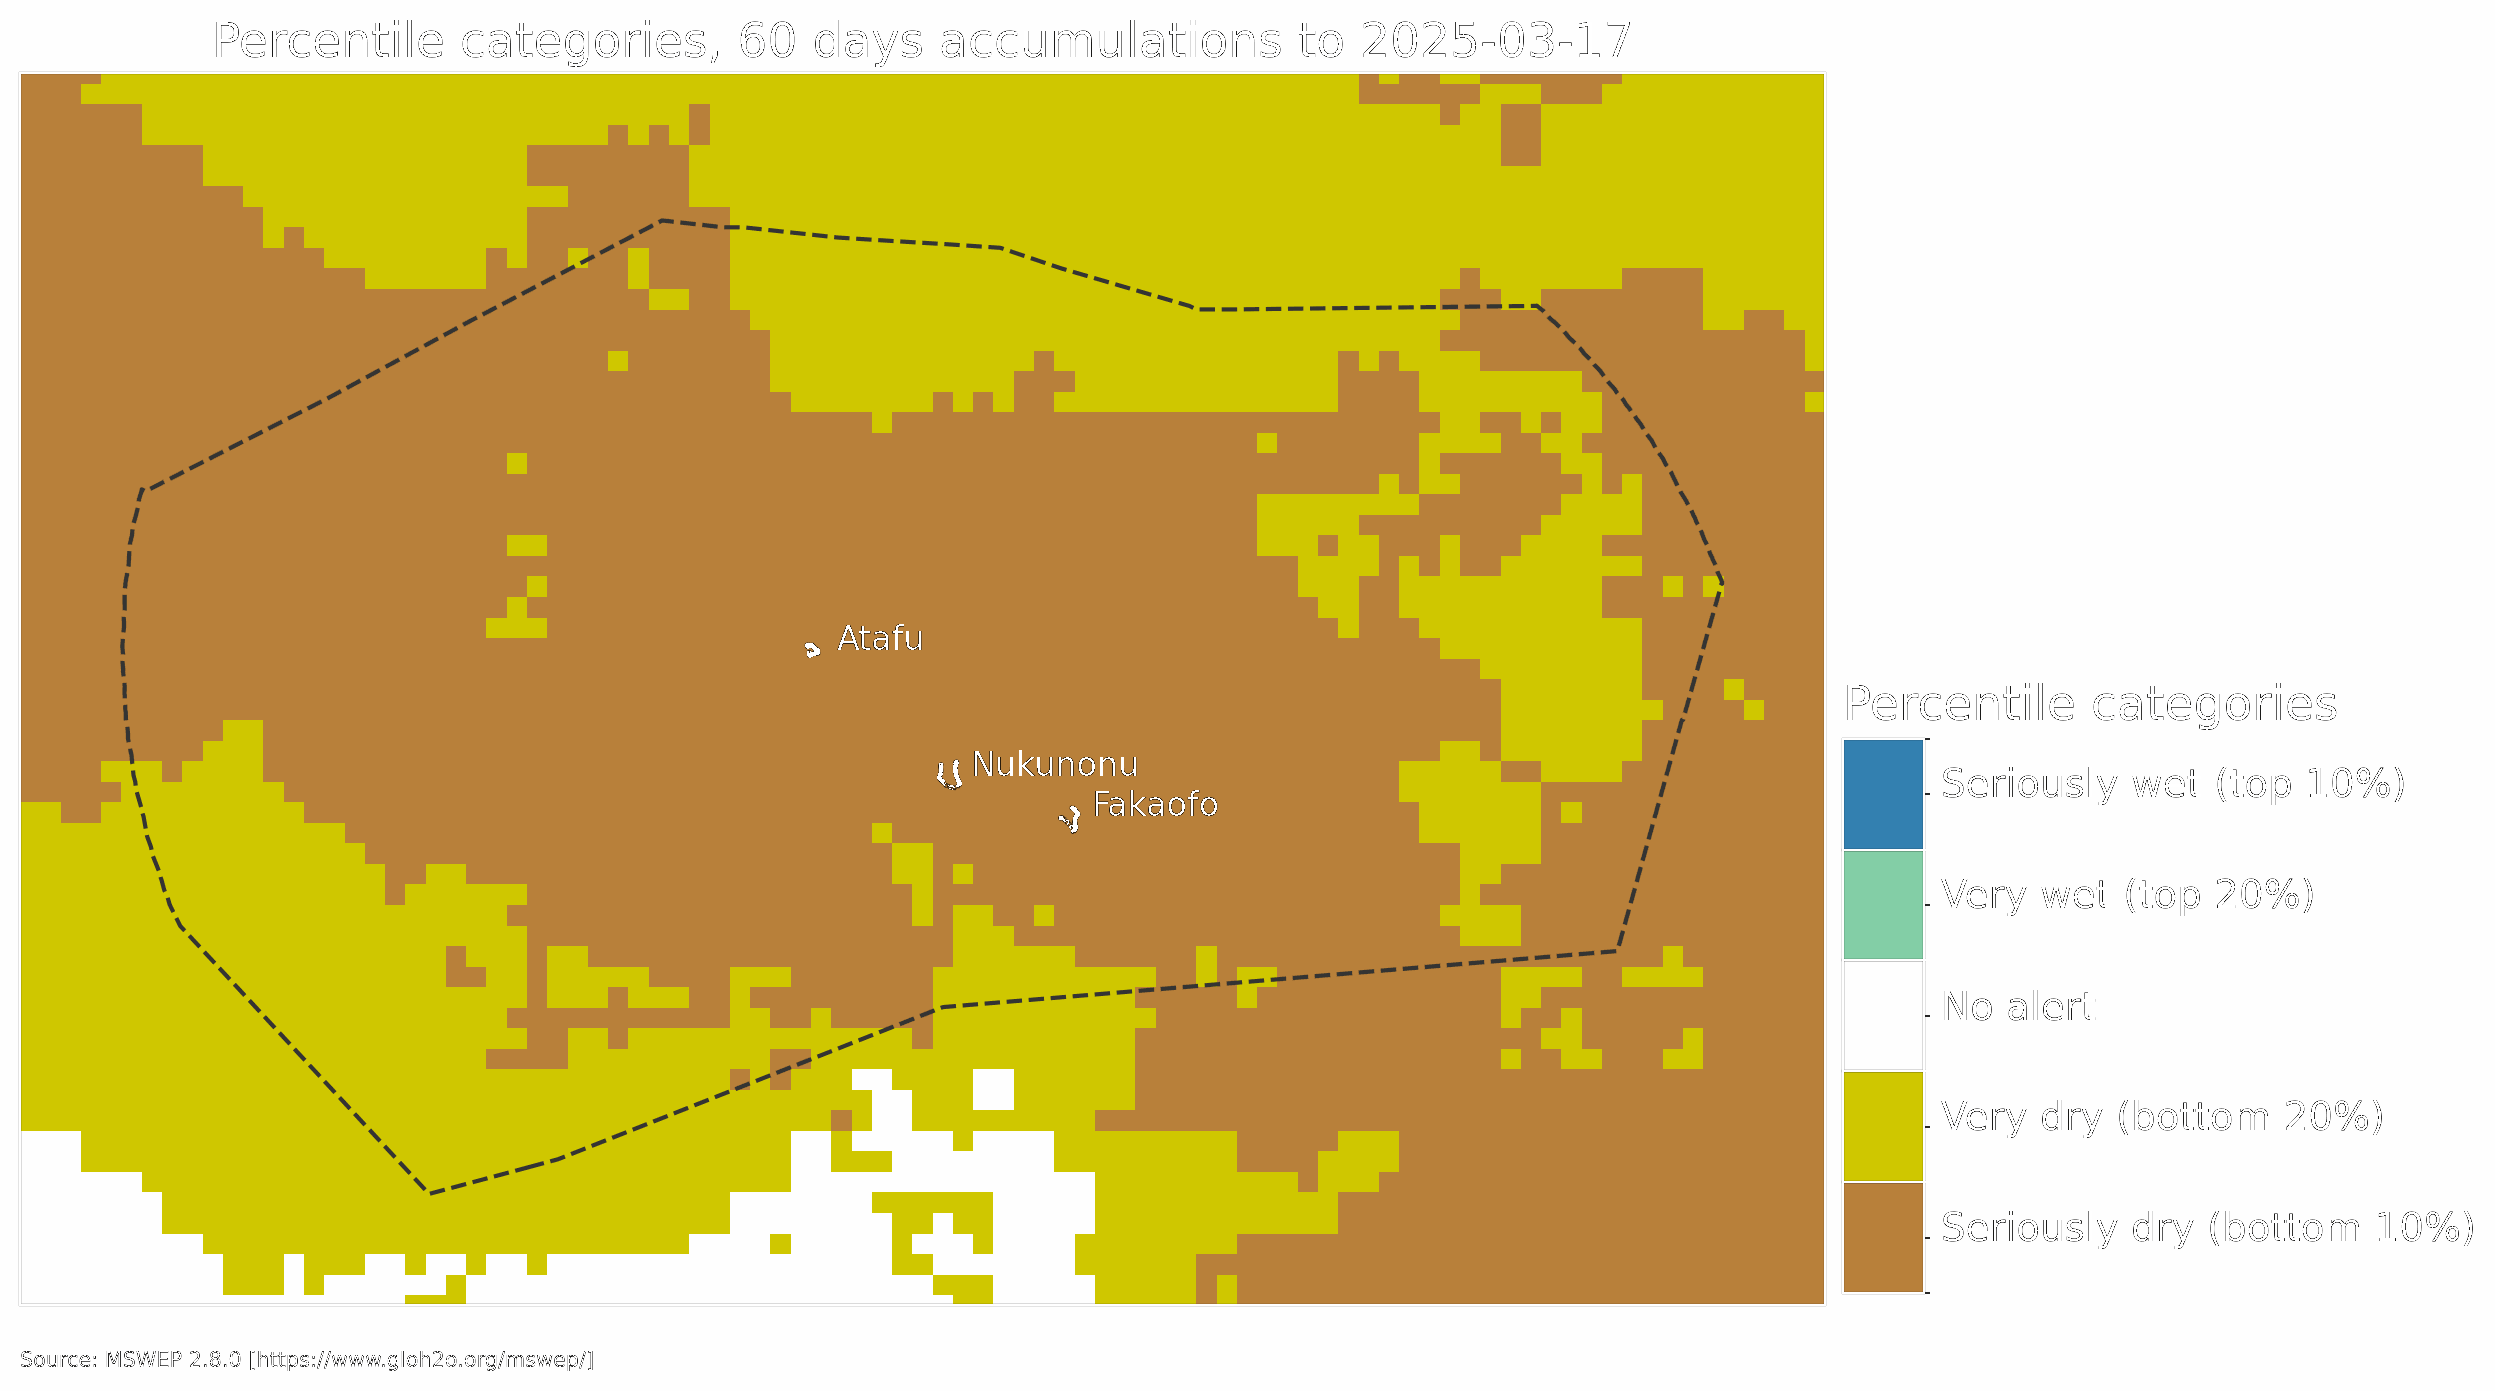 Percentile categories, 60 days accumulations to 2025-03-17
Atafu
Nukunonu
Fakaofo
Percentile categories
Seriously wet (top 10%)
Very wet (top 20%)
No alert
Very dry (bottom 20%)
Seriously dry (bottom 10%)
Source: MSWEP 2.8.0 [https://www.gloh2o.org/mswep/]